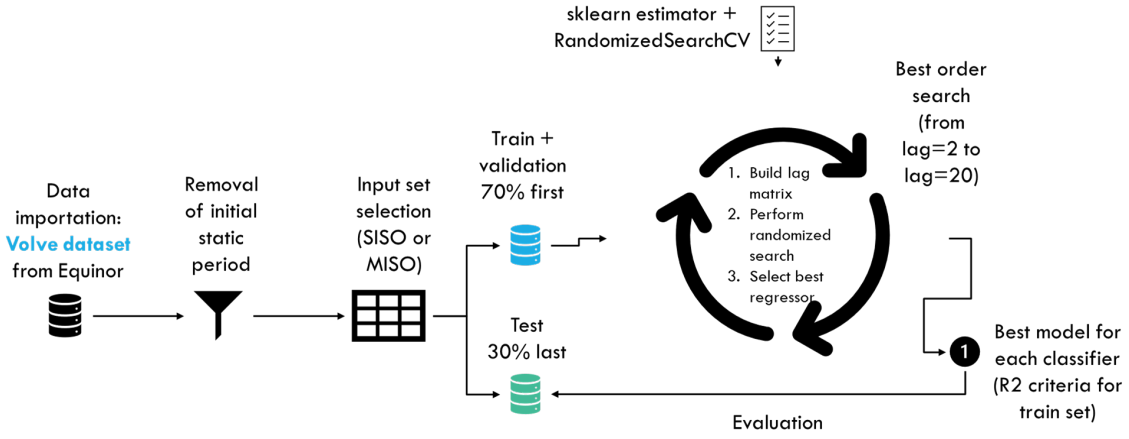 sklearn estimator +
RandomizedSearchCV
Best order
search
(from
lag=2 to
lag=20)
Train +
validation
70% first
Data
importation:
Volve dataset
from Equinor
Removal
of initial
static
period
Input set
selection
(SISO or
MISO)
1. Build lag
matrix
2. Perform
randomized
search
3. Select best
regressor
Test
30% last
1
Best model for
each classifier
(R2 criteria for
train set)
Evaluation